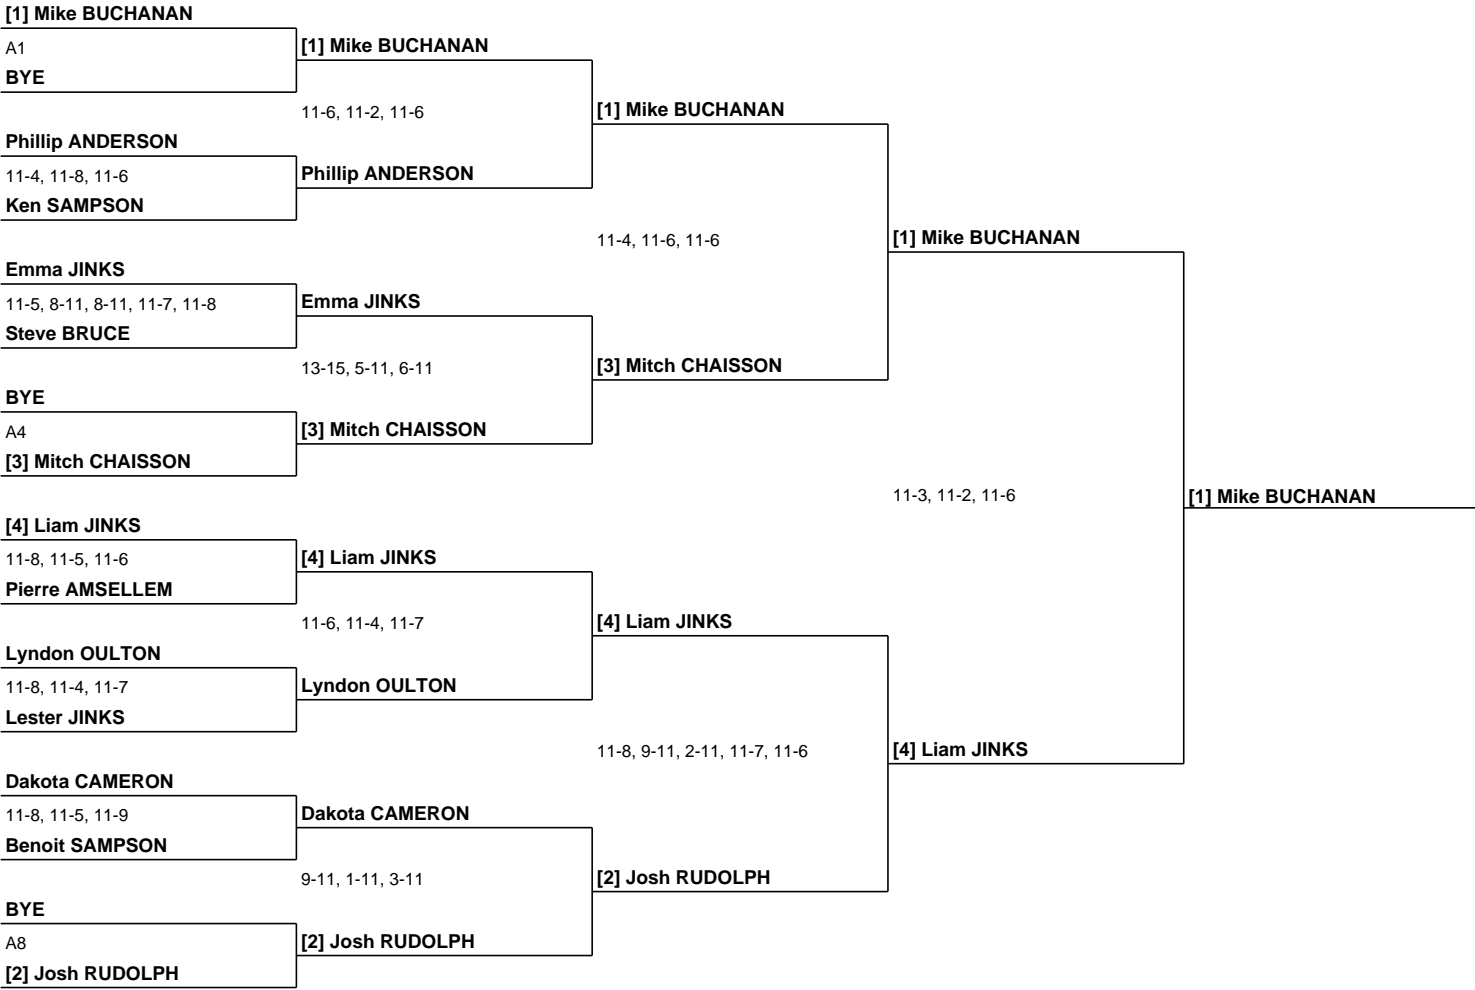 [1] Mike BUCHANAN
A1
BYE
Phillip ANDERSON
11-4, 11-8, 11-6
Ken SAMPSON
Emma JINKS
11-5, 8-11, 8-11, 11-7, 11-8
Steve BRUCE
BYE
A4
[3] Mitch CHAISSON
[4] Liam JINKS
11-8, 11-5, 11-6
Pierre AMSELLEM
Lyndon OULTON
11-8, 11-4, 11-7
Lester JINKS
Dakota CAMERON
11-8, 11-5, 11-9
Benoit SAMPSON
BYE
A8
[2] Josh RUDOLPH
[1] Mike BUCHANAN
11-6, 11-2, 11-6
Phillip ANDERSON
Emma JINKS
13-15, 5-11, 6-11
[3] Mitch CHAISSON
[4] Liam JINKS
11-6, 11-4, 11-7
Lyndon OULTON
Dakota CAMERON
9-11, 1-11, 3-11
[2] Josh RUDOLPH
[1] Mike BUCHANAN
11-4, 11-6, 11-6
[3] Mitch CHAISSON
[4] Liam JINKS
11-8, 9-11, 2-11, 11-7, 11-6
[2] Josh RUDOLPH
[1] Mike BUCHANAN
11-3, 11-2, 11-6
[4] Liam JINKS
[1] Mike BUCHANAN